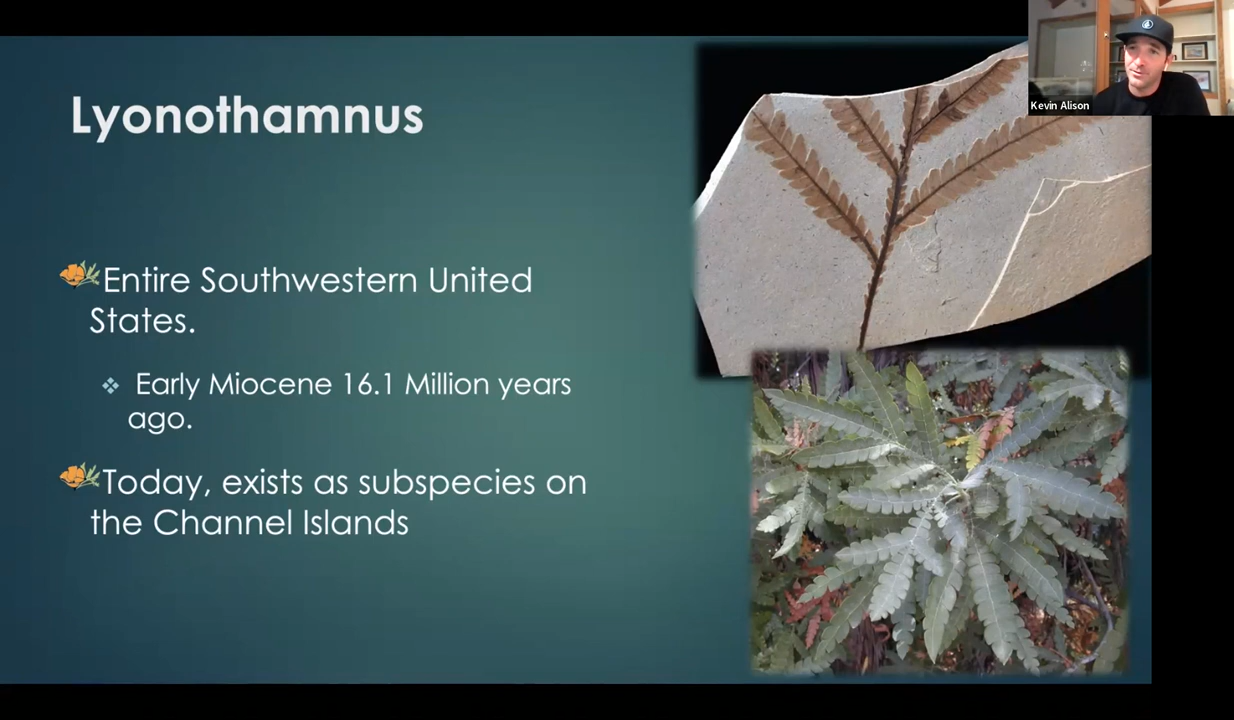 Lyonothamnus
Kevin Alison
Entire Southwestern United
States.
Early Miocene 16.1 Million years
ago.
Today, exists as subspecies on
the Channel Islands